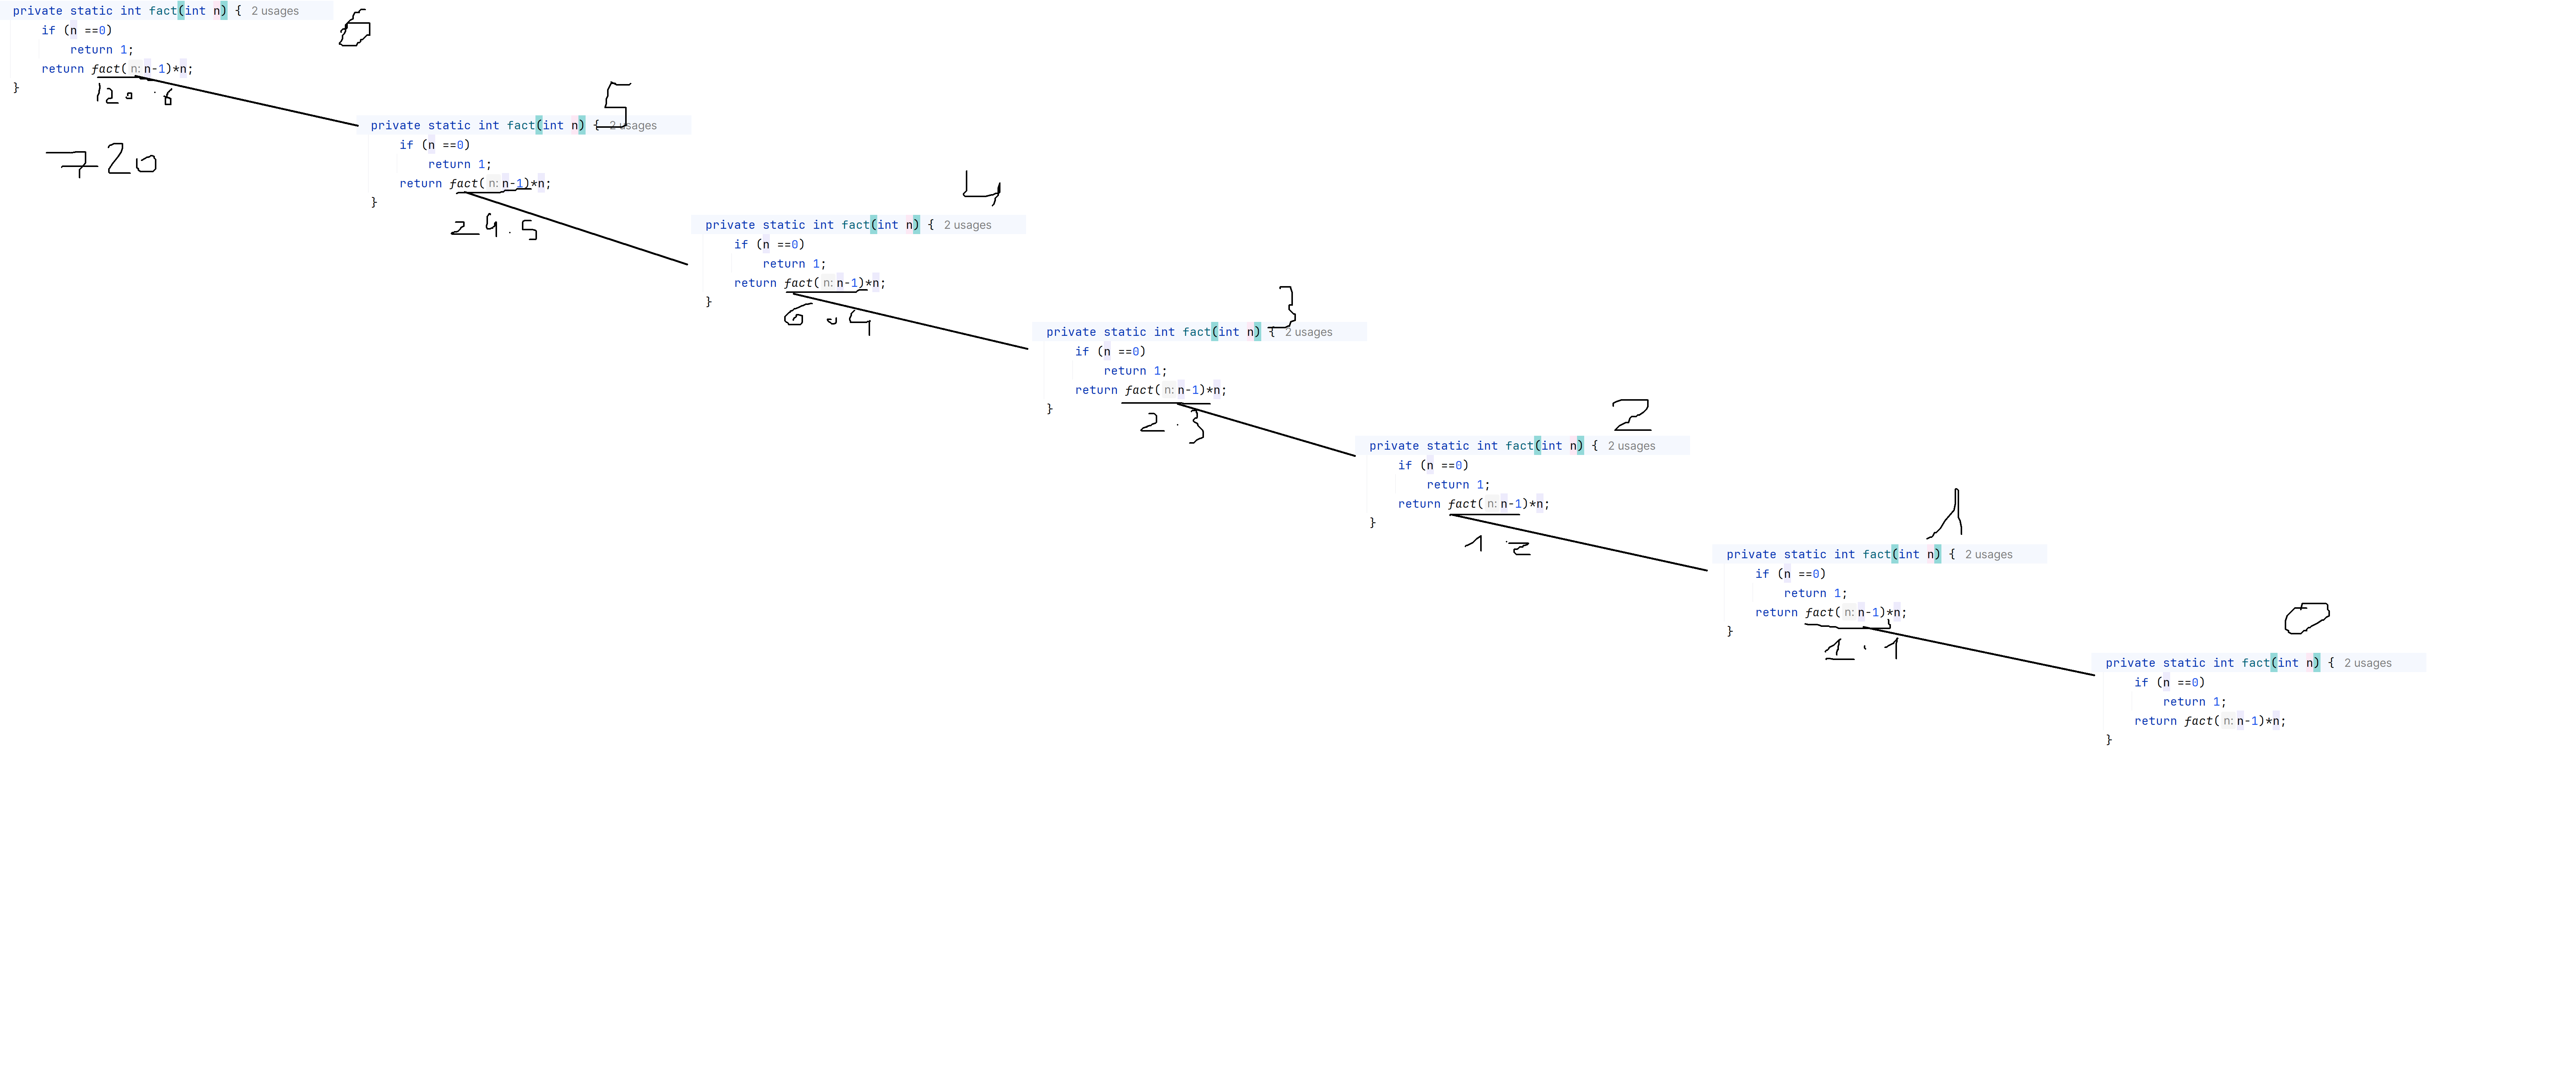 private static int fact(int n) { 2 usages
6
if (n ==0)
return 1;
return fact( n: n-1)*n;
}
120 · 6
720
5
private static int fact(int n) { 2 usages
if (n ==0)
return 1;
return fact( n: n-1)*n;
}
24 · 5
4
private static int fact(int n) { 2 usages
if (n ==0)
return 1;
return fact( n: n-1)*n;
}
6 · 4
3
private static int fact(int n) { 2 usages
if (n ==0)
return 1;
return fact( n: n-1)*n;
}
2 · 3
2
private static int fact(int n) { 2 usages
if (n ==0)
return 1;
return fact( n: n-1)*n;
}
1 · 2
1
private static int fact(int n) { 2 usages
if (n ==0)
return 1;
return fact( n: n-1)*n;
}
1 · 1
0
private static int fact(int n) { 2 usages
if (n ==0)
return 1;
return fact( n: n-1)*n;
}